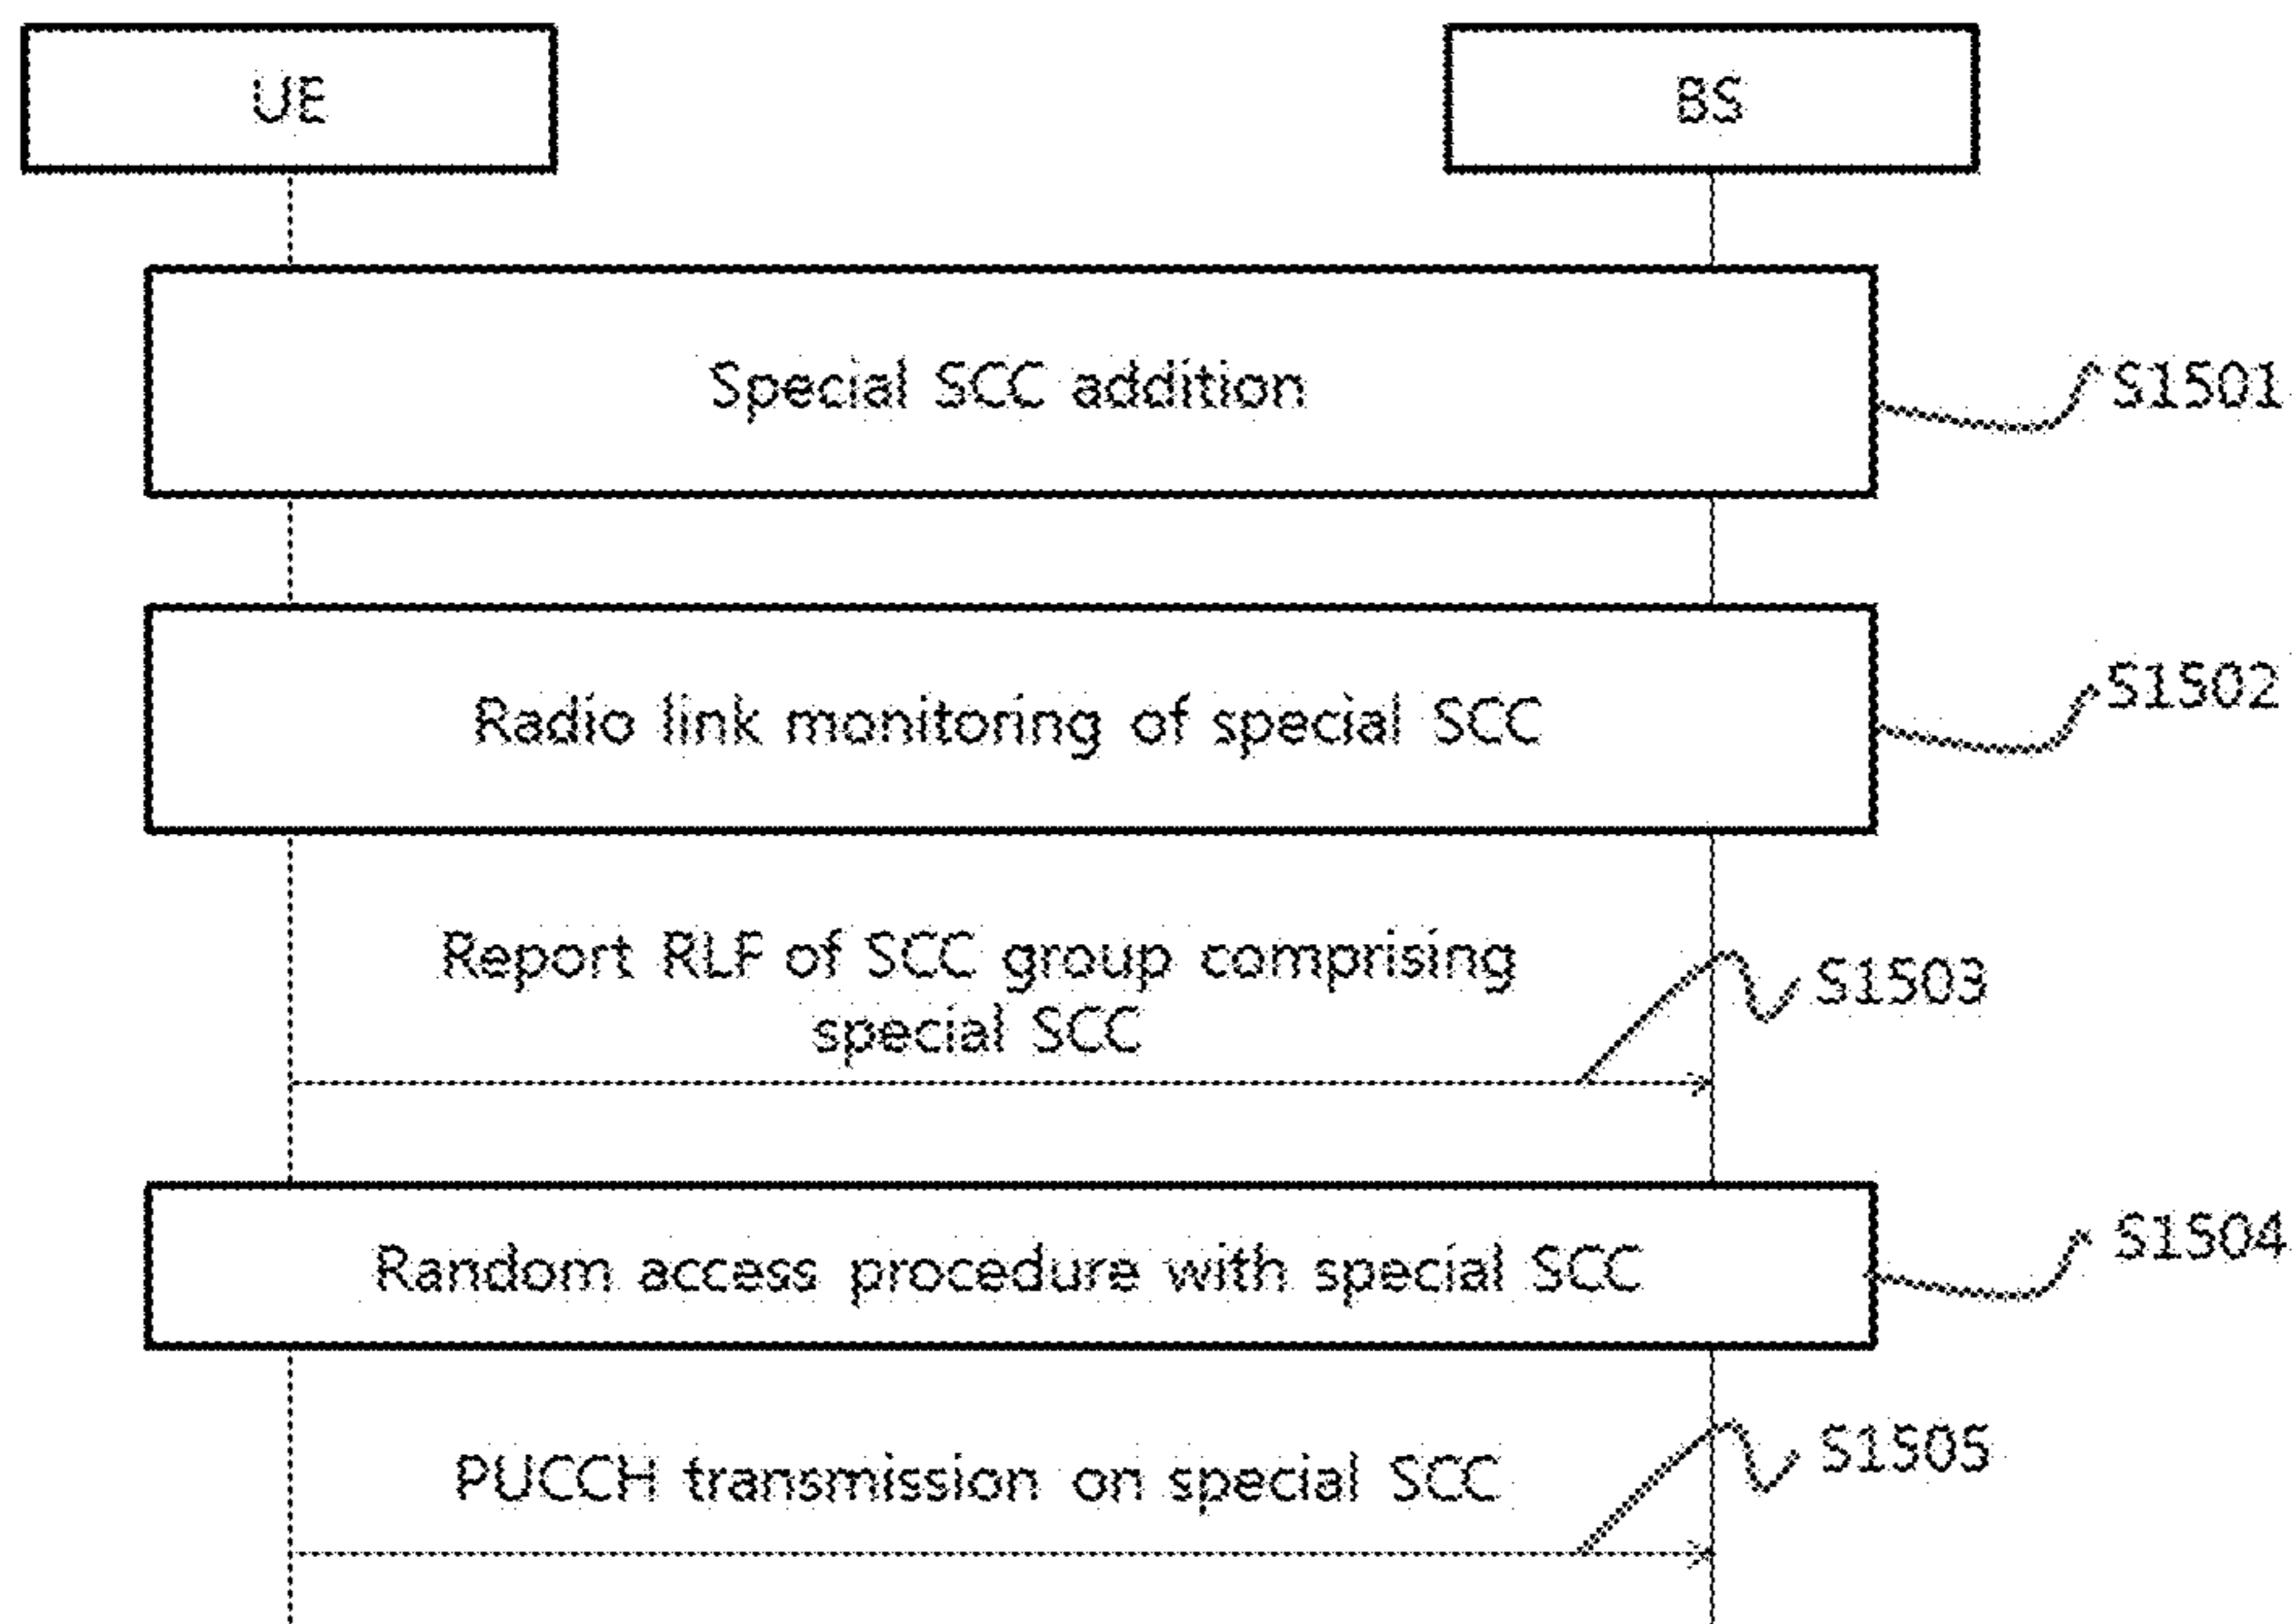 UE
BS
Special SCC addition
S1501
Radio link monitoring of special SCC
S1502
Report RLF of SCC group comprising
special SCC
S1503
Random access procedure with special SCC
S1504
PUCCH transmission on special SCC
S1505